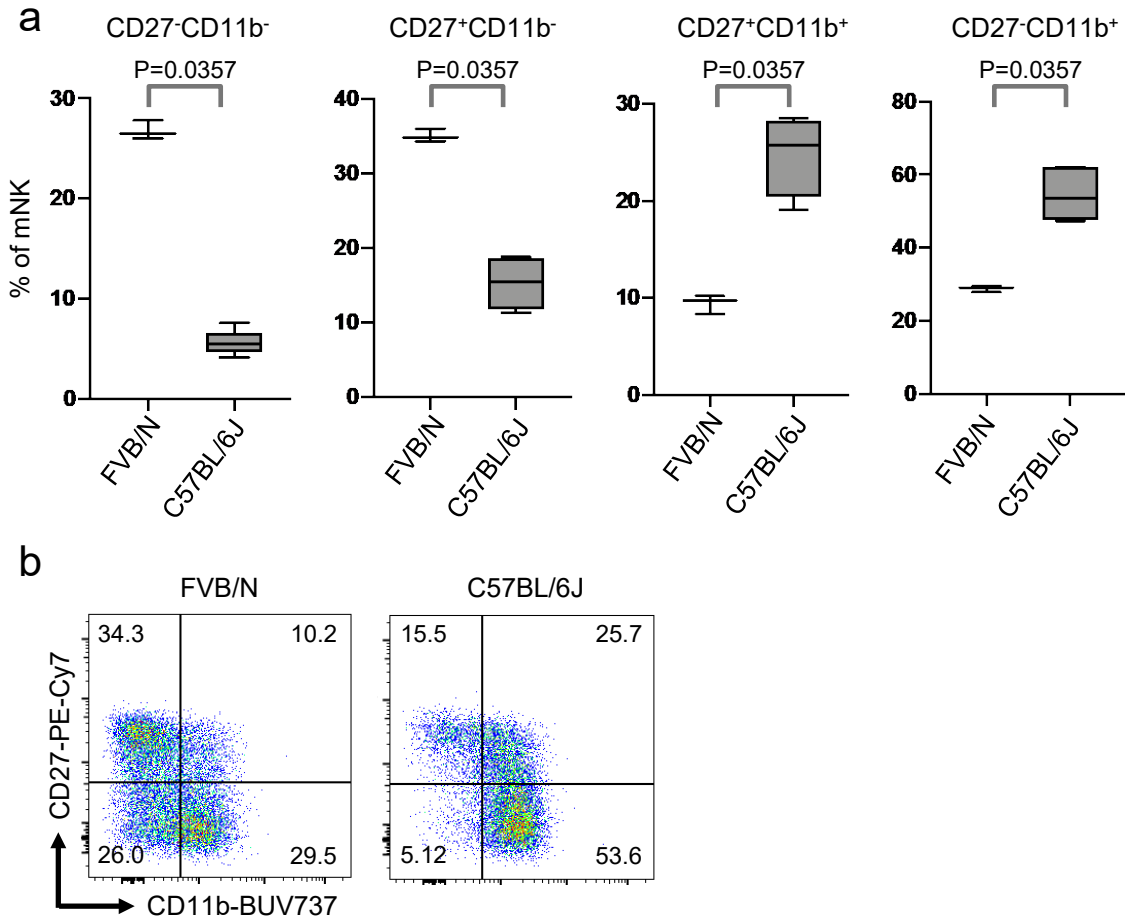 a
CD27⁻CD11b⁻ CD27⁺CD11b⁻ CD27⁺CD11b⁺ CD27⁻CD11b⁺
P=0.0357 P=0.0357 P=0.0357 P=0.0357
% of mNK
30
20
10
0
40
30
20
10
0
30
20
10
0
80
60
40
20
0
FVB/N C57BL/6J FVB/N C57BL/6J FVB/N C57BL/6J FVB/N C57BL/6J
b
FVB/N C57BL/6J
34.3 10.2 15.5 25.7
CD27-PE-Cy7
26.0 29.5 5.12 53.6
CD11b-BUV737